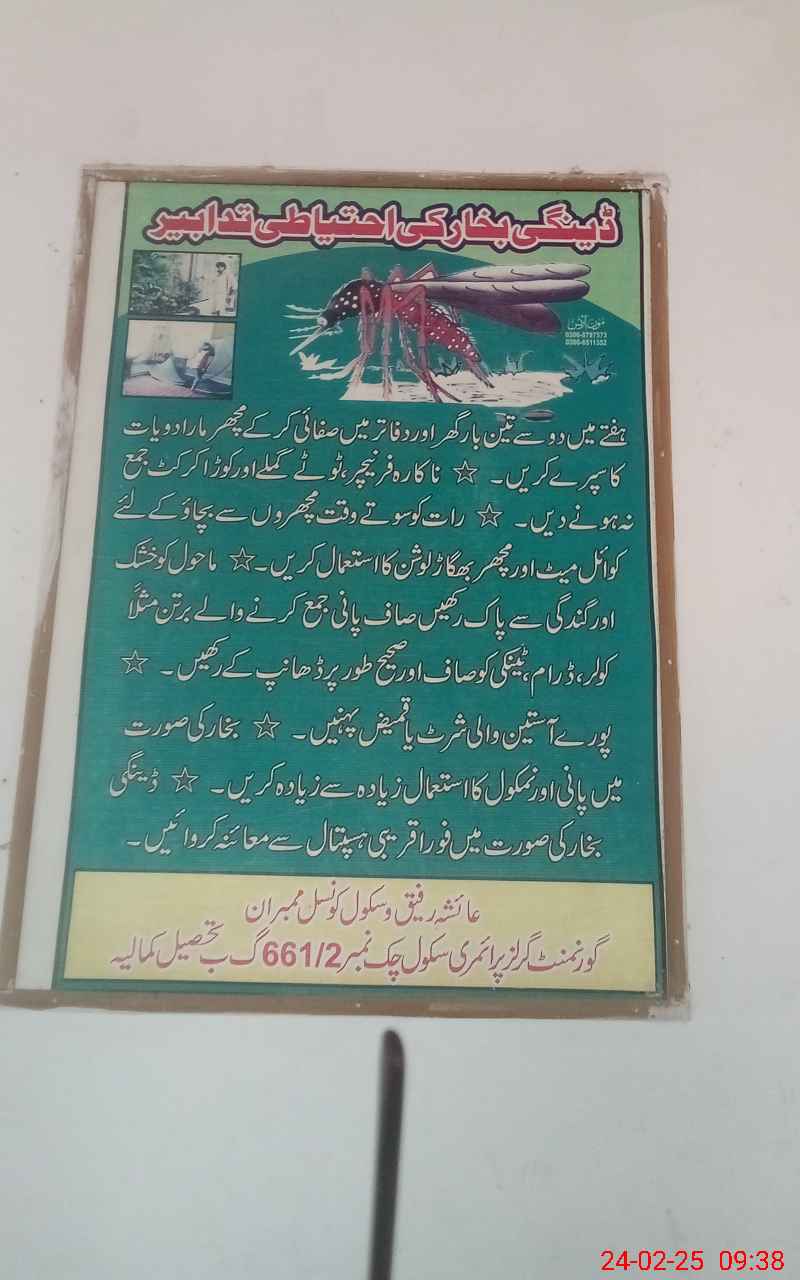 ڈینگی بخار کی احتیاطی تدابیر
0306-8797573
0300-6511352
ہفتے میں دو سے تین بار گھر اور دفاتر میں صفائی کر کے مچھر مار ادویات
کا سپرے کریں۔ ☆ ناکارہ فرنیچر، ٹوٹے گملے اور کوڑا کرکٹ جمع
نہ ہونے دیں۔ ☆ رات کو سوتے وقت مچھروں سے بچاؤ کے لئے
کوائل میٹ اور مچھر بھگاؤ لوشن کا استعمال کریں۔ ☆ ماحول کو خشک
اور گندگی سے پاک رکھیں صاف پانی جمع کرنے والے برتن مثلاً
کولر، ڈرام، ٹینکی کو صاف اور صحیح طور پر ڈھانپ کے رکھیں۔ ☆
پورے آستین والی شرٹ یا قمیض پہنیں۔ ☆ بخار کی صورت
میں پانی اور نمکول کا استعمال زیادہ سے زیادہ کریں۔ ☆ ڈینگی
بخار کی صورت میں فورا قریبی ہسپتال سے معائنہ کروائیں۔
عائشہ رفیق و سکول کونسل ممبران
گورنمنٹ گرلز پرائمری سکول چک نمبر 661/2 گ ب تحصیل کمالیہ
24-02-25 09:38